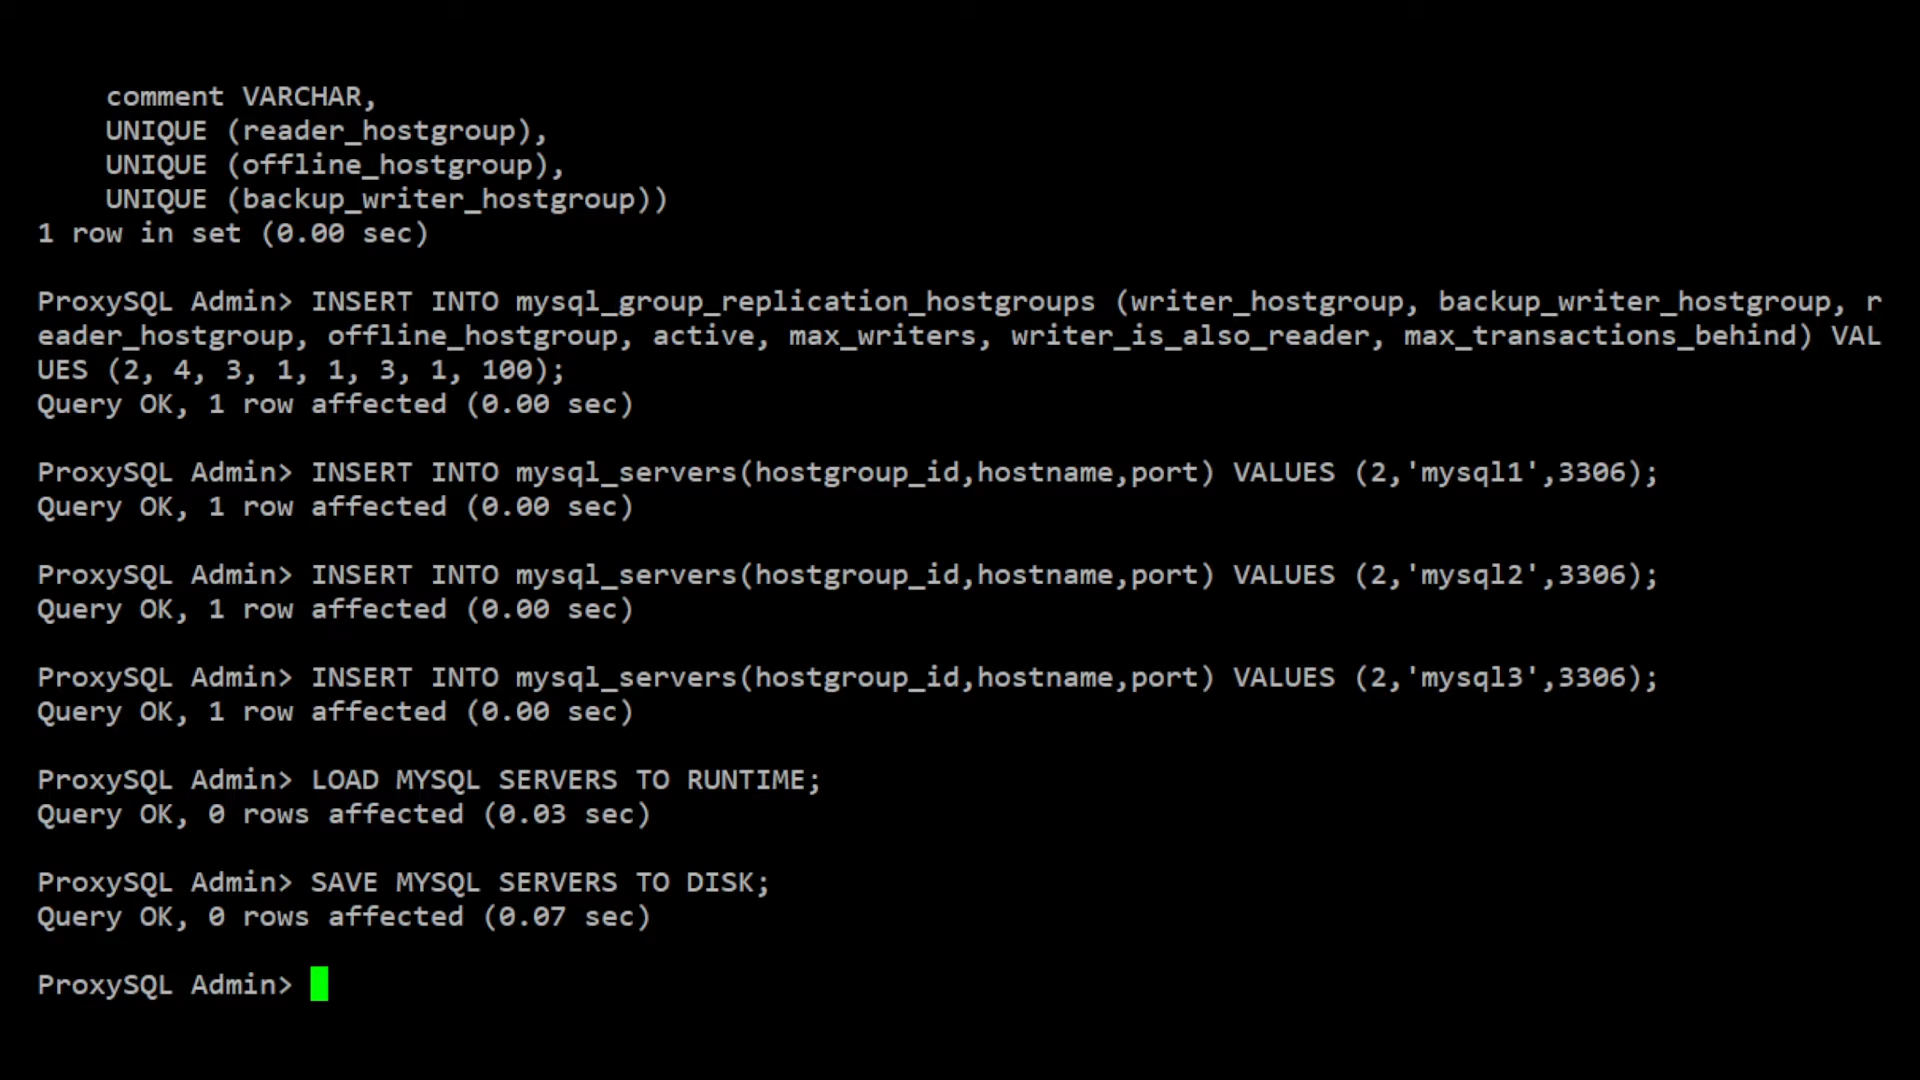 comment VARCHAR,
UNIQUE (reader_hostgroup),
UNIQUE (offline_hostgroup),
UNIQUE (backup_writer_hostgroup))
1 row in set (0.00 sec)
ProxySQL Admin> INSERT INTO mysql_group_replication_hostgroups (writer_hostgroup, backup_writer_hostgroup, r
eader_hostgroup, offline_hostgroup, active, max_writers, writer_is_also_reader, max_transactions_behind) VAL
UES (2, 4, 3, 1, 1, 3, 1, 100);
Query OK, 1 row affected (0.00 sec)
ProxySQL Admin> INSERT INTO mysql_servers(hostgroup_id,hostname,port) VALUES (2,'mysql1',3306);
Query OK, 1 row affected (0.00 sec)
ProxySQL Admin> INSERT INTO mysql_servers(hostgroup_id,hostname,port) VALUES (2,'mysql2',3306);
Query OK, 1 row affected (0.00 sec)
ProxySQL Admin> INSERT INTO mysql_servers(hostgroup_id,hostname,port) VALUES (2,'mysql3',3306);
Query OK, 1 row affected (0.00 sec)
ProxySQL Admin> LOAD MYSQL SERVERS TO RUNTIME;
Query OK, 0 rows affected (0.03 sec)
ProxySQL Admin> SAVE MYSQL SERVERS TO DISK;
Query OK, 0 rows affected (0.07 sec)
ProxySQL Admin>